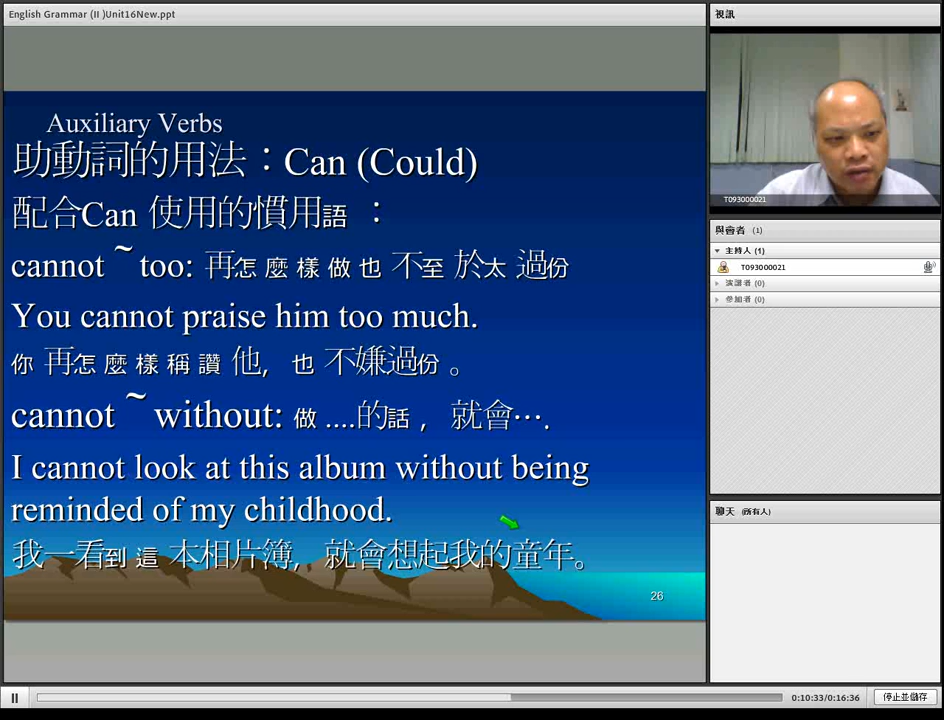 English Grammar (II )Unit16New.ppt
Auxiliary Verbs
助動詞的用法：Can (Could)
配合Can 使用的慣用語 ：
cannot ~ too: 再怎麼樣做也不至於太過份
You cannot praise him too much.
你再怎麼樣稱讚他, 也不嫌過份。
cannot ~ without: 做 ....的話 , 就會….
I cannot look at this album without being
reminded of my childhood.
我一看到這本相片簿, 就會想起我的童年。
26
視訊
T093000021
與會者 (1)
主持人 (1)
T093000021
演講者 (0)
參加者 (0)
聊天 (所有人)
0:10:33/0:16:36
停止並儲存